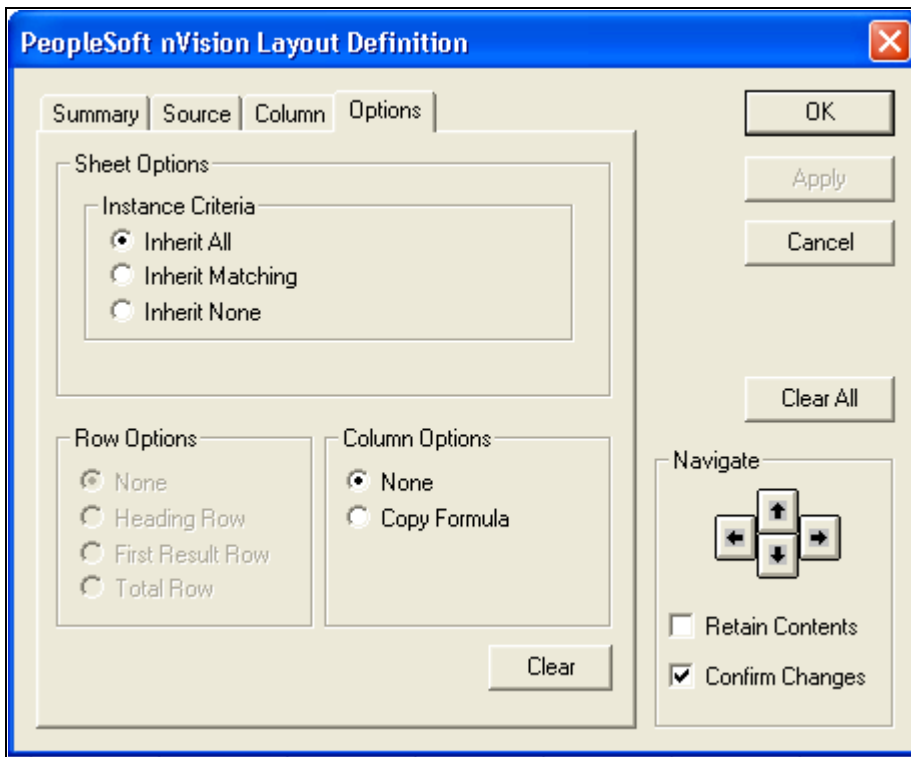 PeopleSoft nVision Layout Definition
Summary
Source
Column
Options
Sheet Options
Instance Criteria
Inherit All
Inherit Matching
Inherit None
Row Options
None
Heading Row
First Result Row
Total Row
Column Options
None
Copy Formula
Clear
OK
Apply
Cancel
Clear All
Navigate
Retain Contents
Confirm Changes